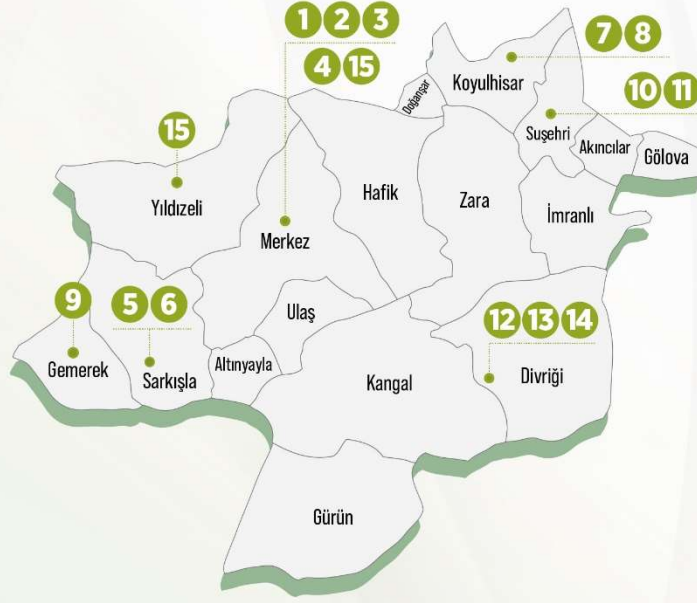 1 2 3
7 8
4 15
Koyulhisar
10 11
Doğanşar
15
Suşehri
Akıncılar
Gölova
Hafik
Zara
Yıldızeli
İmranlı
Merkez
9
5 6
Ulaş
12 13 14
Gemerek
Sarkışla
Altınyayla
Kangal
Divriği
Gürün